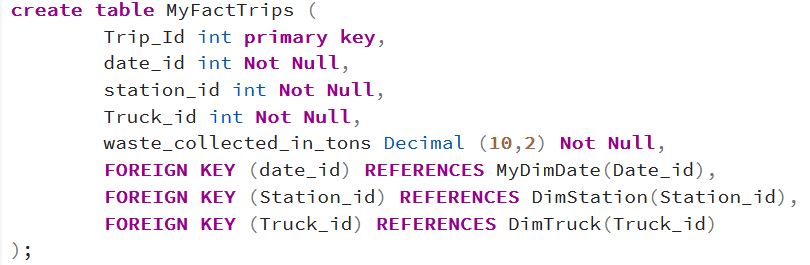 create table MyFactTrips (
Trip_Id int primary key,
date_id int Not Null,
station_id int Not Null,
Truck_id int Not Null,
waste_collected_in_tons Decimal (10,2) Not Null,
FOREIGN KEY (date_id) REFERENCES MyDimDate(Date_id),
FOREIGN KEY (Station_id) REFERENCES DimStation(Station_id),
FOREIGN KEY (Truck_id) REFERENCES DimTruck(Truck_id)
);